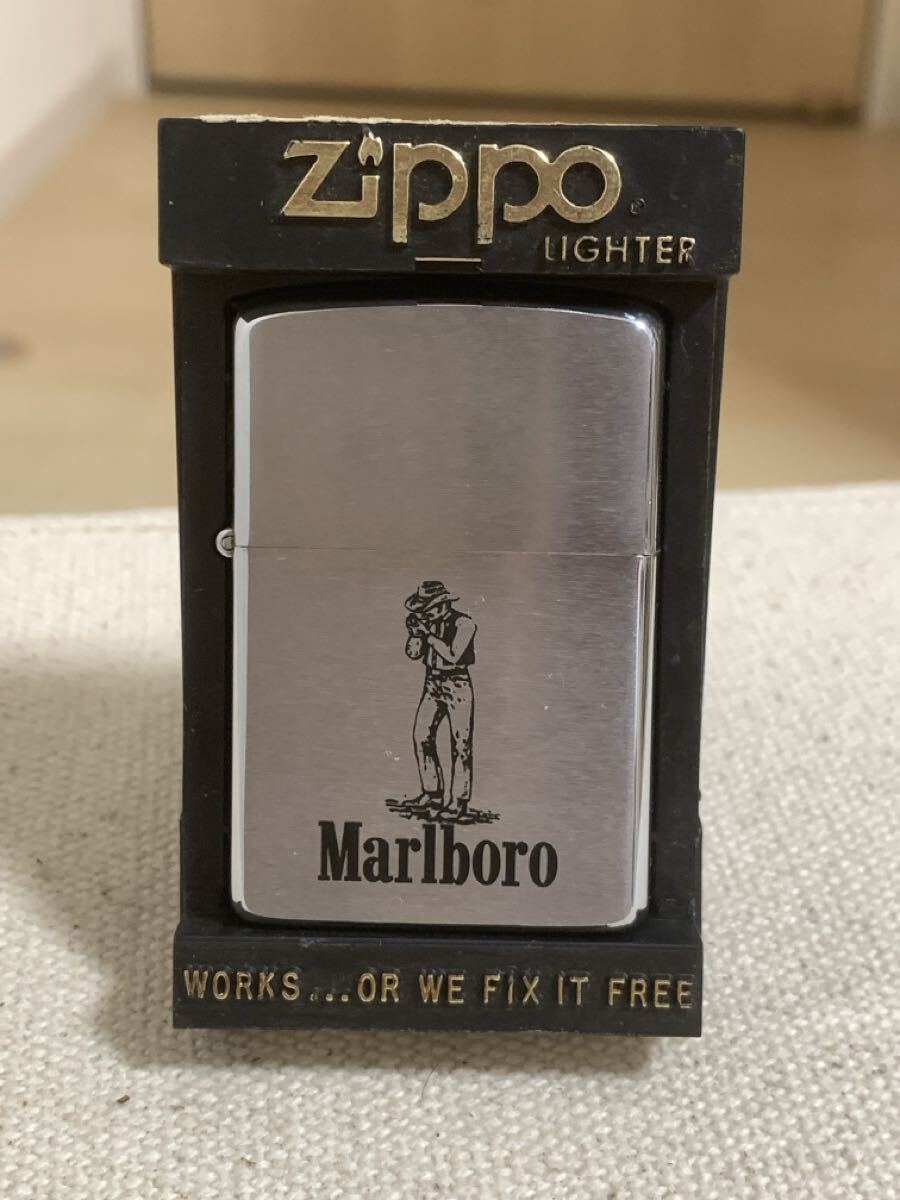 Zippo®
LIGHTER
Marlboro
WORKS....OR WE FIX IT FREE